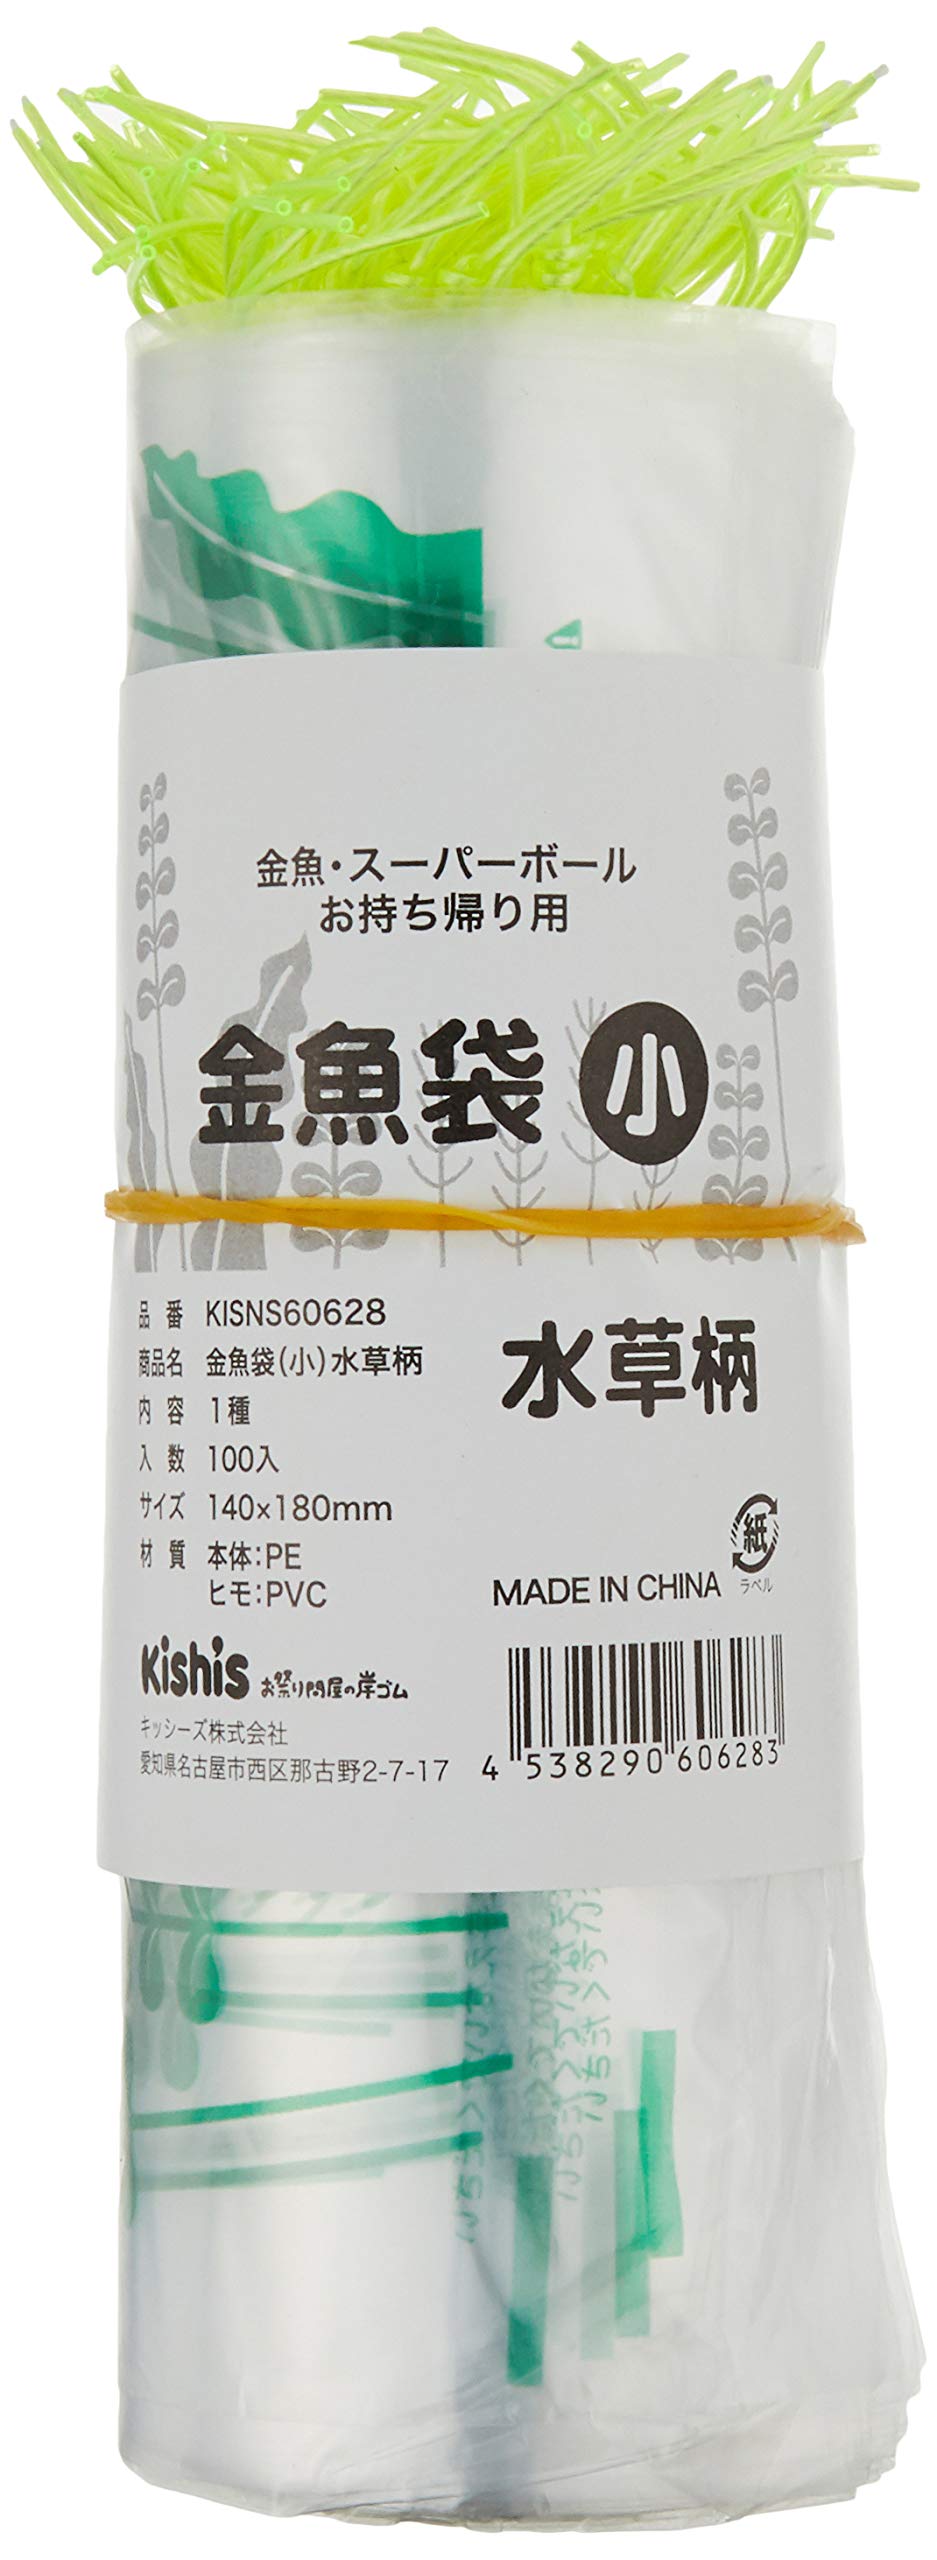 金魚・スーパーボール
お持ち帰り用
金魚袋 小
水草柄
品番 KISNS60628
商品名 金魚袋(小)水草柄
内容 1種
入数 100入
サイズ 140×180mm
材質 本体:PE
ヒモ:PVC
紙
ラベル
MADE IN CHINA
Kishi's お祭り問屋の岸ゴム
キッシーズ株式会社
愛知県名古屋市西区那古野2-7-17
4 538290 606283